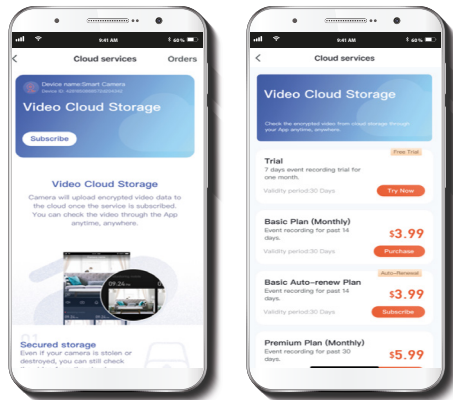 9:41 AM
60%
Cloud services
Orders
Device name:Smart Camera
Video Cloud Storage
Subscribe
Video Cloud Storage
Camera will upload encrypted video data to
the cloud once the service is subscribed.
You can check the video through the App
anytime, anywhere.
09:24
01
Secured storage
Even if your camera is stolen or
destroyed, you can still check
9:41 AM
60%
Cloud services
Video Cloud Storage
Check the encrypted video from cloud storage through
your App anytime, anywhere.
Free Trial
Trial
7 days event recording trial for
one month.
Validity period:30 Days
Try Now
Basic Plan (Monthly)
Event recording for past 14
days.
$3.99
Validity period:30 Days
Purchase
Auto-Renewal
Basic Auto-renew Plan
Event recording for past 14
days.
$3.99
Validity period:30 Days
Subscribe
Premium Plan (Monthly)
Event recording for past 30
days.
$5.99